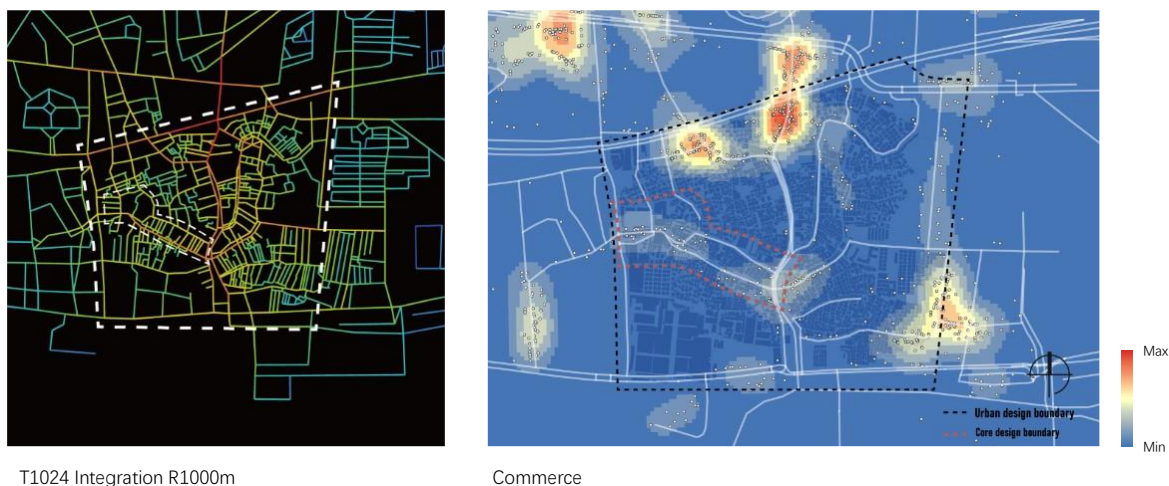 Max
Min
Urban design boundary
Core design boundary
T1024 Integration R1000m
Commerce